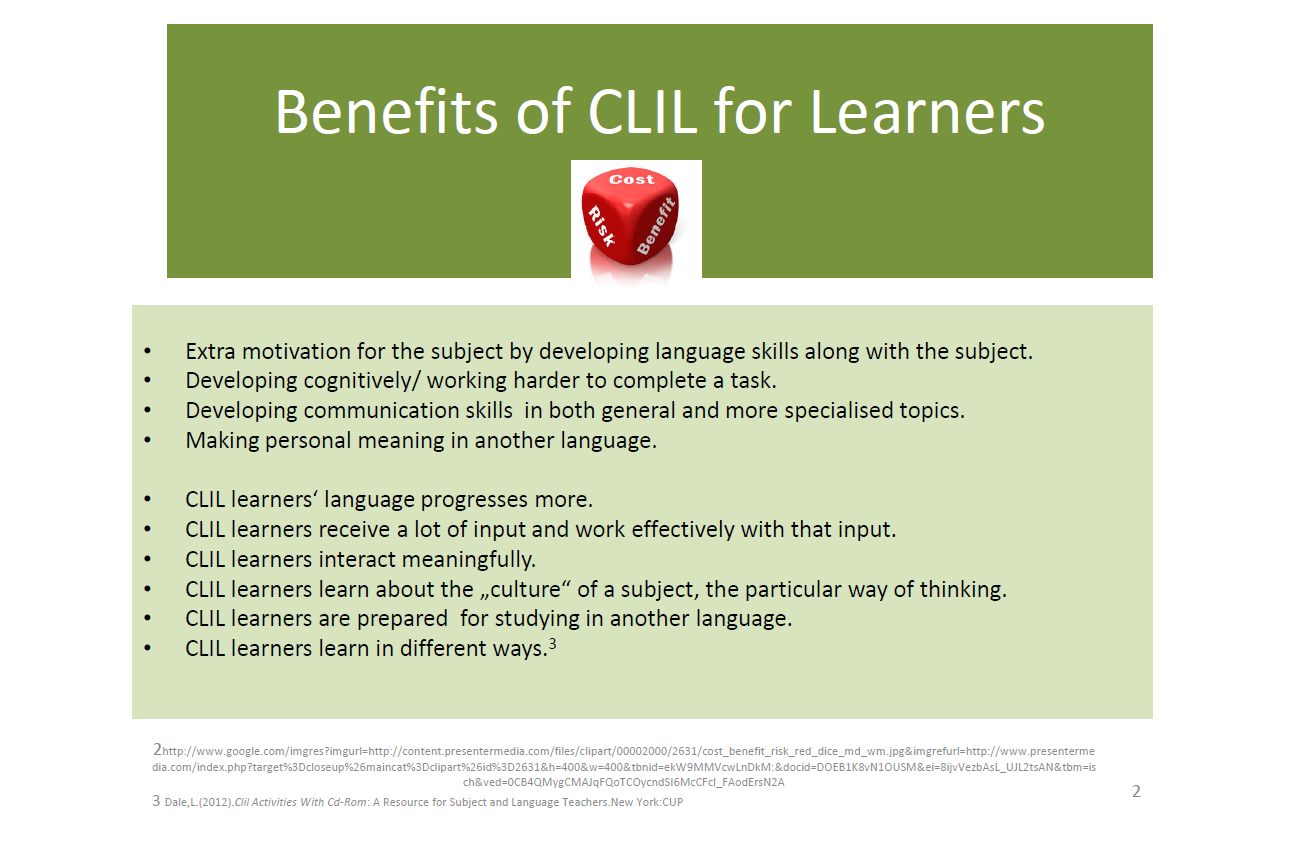 Benefits of CLIL for Learners
Cost
Risk
Benefit
• Extra motivation for the subject by developing language skills along with the subject.
• Developing cognitively/ working harder to complete a task.
• Developing communication skills  in both general and more specialised topics.
• Making personal meaning in another language.
• CLIL learners‘ language progresses more.
• CLIL learners receive a lot of input and work effectively with that input.
• CLIL learners interact meaningfully.
• CLIL learners learn about the „culture“ of a subject, the particular way of thinking.
• CLIL learners are prepared  for studying in another language.
• CLIL learners learn in different ways.3
2http://www.google.com/imgres?imgurl=http://content.presentermedia.com/files/clipart/00002000/2631/cost_benefit_risk_red_dice_md_wm.jpg&imgrefurl=http://www.presenterme
dia.com/index.php?target%3Dcloseup%26maincat%3Dclipart%26id%3D2631&h=400&w=400&tbnid=ekW9MMVcwLnDkM:&docid=DOEB1K8vN1OUSM&ei=8ijvVezbAsL_UJL2tsAN&tbm=is
ch&ved=0CB4QMygCMAJqFQoTCOycndSI6McCFcI_FAodErsN2A
3 Dale,L.(2012).Clil Activities With Cd-Rom: A Resource for Subject and Language Teachers.New York:CUP
2